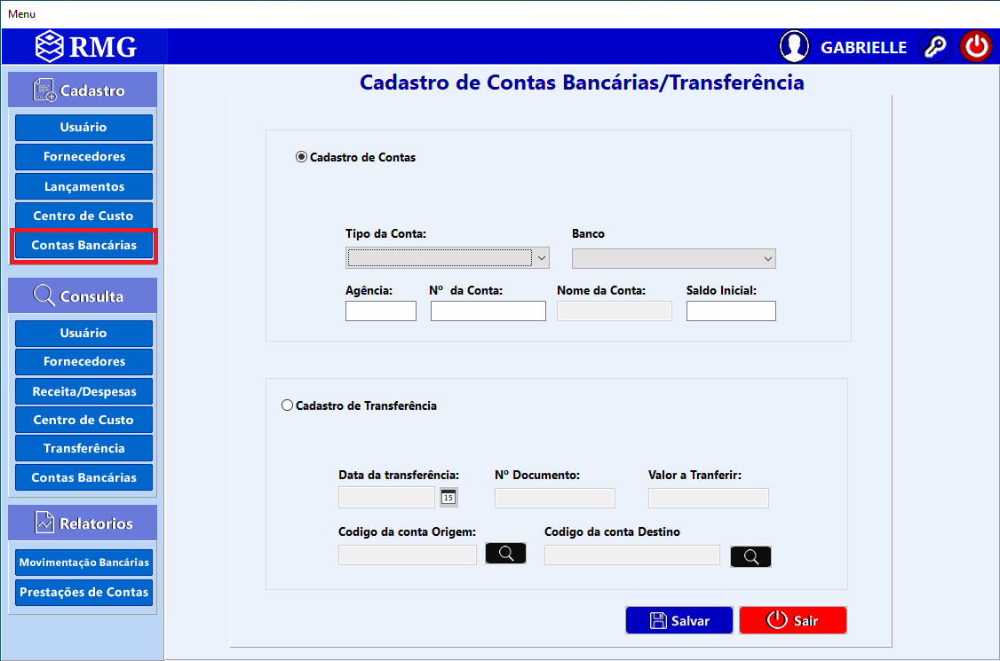 Menu
RMG
GABRIELLE
Cadastro
Usuário
Fornecedores
Lançamentos
Centro de Custo
Contas Bancárias
Consulta
Usuário
Fornecedores
Receita/Despesas
Centro de Custo
Transferência
Contas Bancárias
Relatorios
Movimentação Bancárias
Prestações de Contas
Cadastro de Contas Bancárias/Transferência
Cadastro de Contas
Tipo da Conta: Banco
Agência: Nº da Conta: Nome da Conta: Saldo Inicial:
Cadastro de Transferência
Data da transferência: Nº Documento: Valor a Tranferir:
15
Codigo da conta Origem: Codigo da conta Destino
Salvar Sair